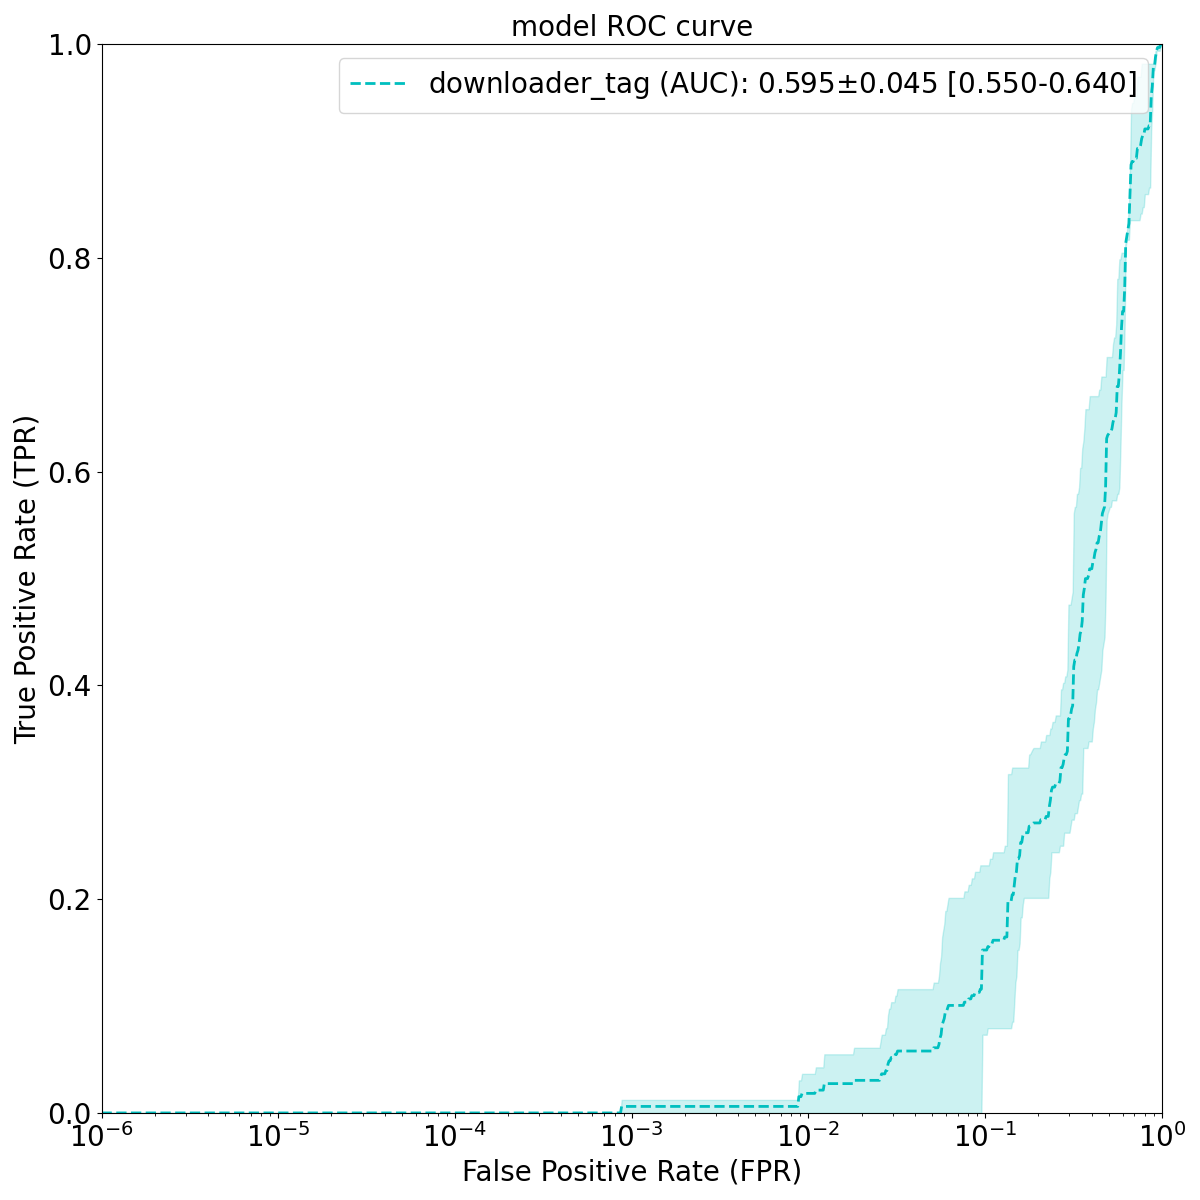 model ROC curve
downloader_tag (AUC): 0.595±0.045 [0.550-0.640]
1.0
0.8
0.6
0.4
0.2
0.0
True Positive Rate (TPR)
10⁻⁶ 10⁻⁵ 10⁻⁴ 10⁻³ 10⁻² 10⁻¹ 10⁰
False Positive Rate (FPR)